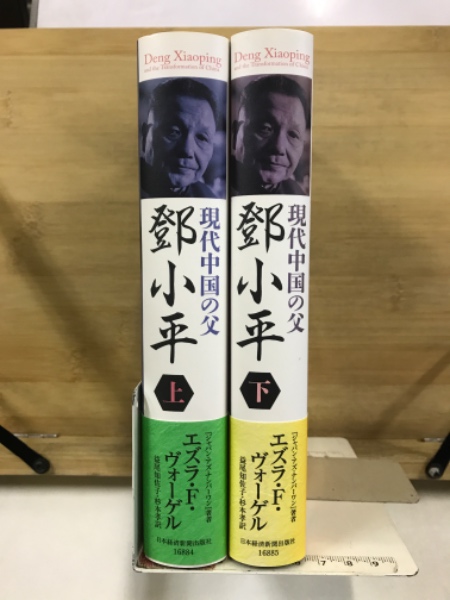 Deng Xiaoping
and the Transformation of China
現代中国の父
鄧小平
上
『ジャパン・アズ・ナンバーワン』著者
エズラ・F・
ヴォーゲル
益尾知佐子・杉本孝訳
日本経済新聞出版社
16884
Deng Xiaoping
and the Transformation of China
現代中国の父
鄧小平
下
『ジャパン・アズ・ナンバーワン』著者
エズラ・F・
ヴォーゲル
益尾知佐子・杉本孝訳
日本経済新聞出版社
16885
7 8 9